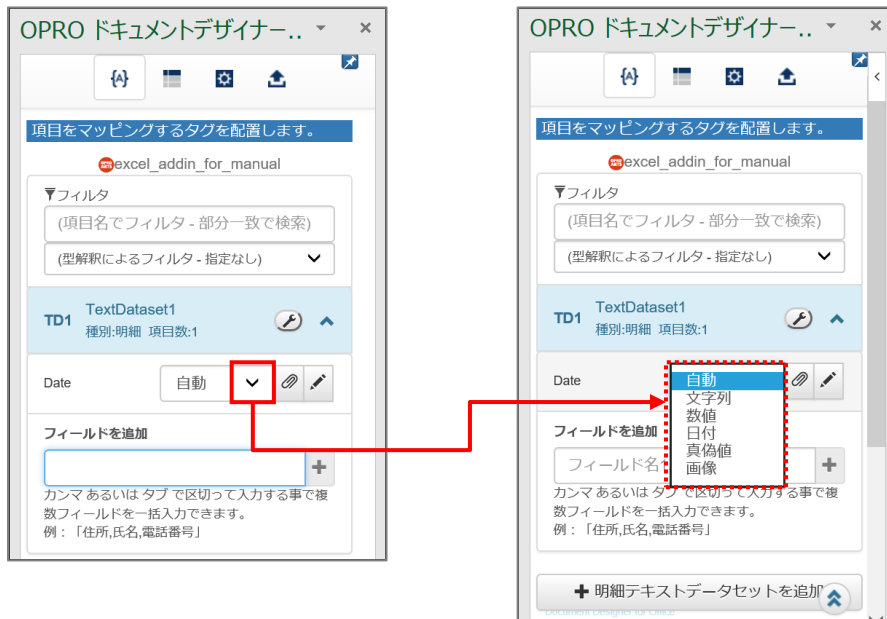 OPRO ドキュメントデザイナー..
{A}
項目をマッピングするタグを配置します。
excel_addin_for_manual
フィルタ
(項目名でフィルタ - 部分一致で検索)
(型解釈によるフィルタ - 指定なし)
TD1
TextDataset1
種別:明細 項目数:1
Date
自動
フィールドを追加
カンマ あるいは タブ で区切って入力する事で複
数フィールドを一括入力できます。
例：「住所,氏名,電話番号」
OPRO ドキュメントデザイナー..
{A}
項目をマッピングするタグを配置します。
excel_addin_for_manual
フィルタ
(項目名でフィルタ - 部分一致で検索)
(型解釈によるフィルタ - 指定なし)
TD1
TextDataset1
種別:明細 項目数:1
Date
自動
文字列
数値
日付
真偽値
画像
フィールドを追加
フィールド名
カンマ あるいは タブ で区切って入力する事で複
数フィールドを一括入力できます。
例：「住所,氏名,電話番号」
明細テキストデータセットを追加
Document Designer for Office